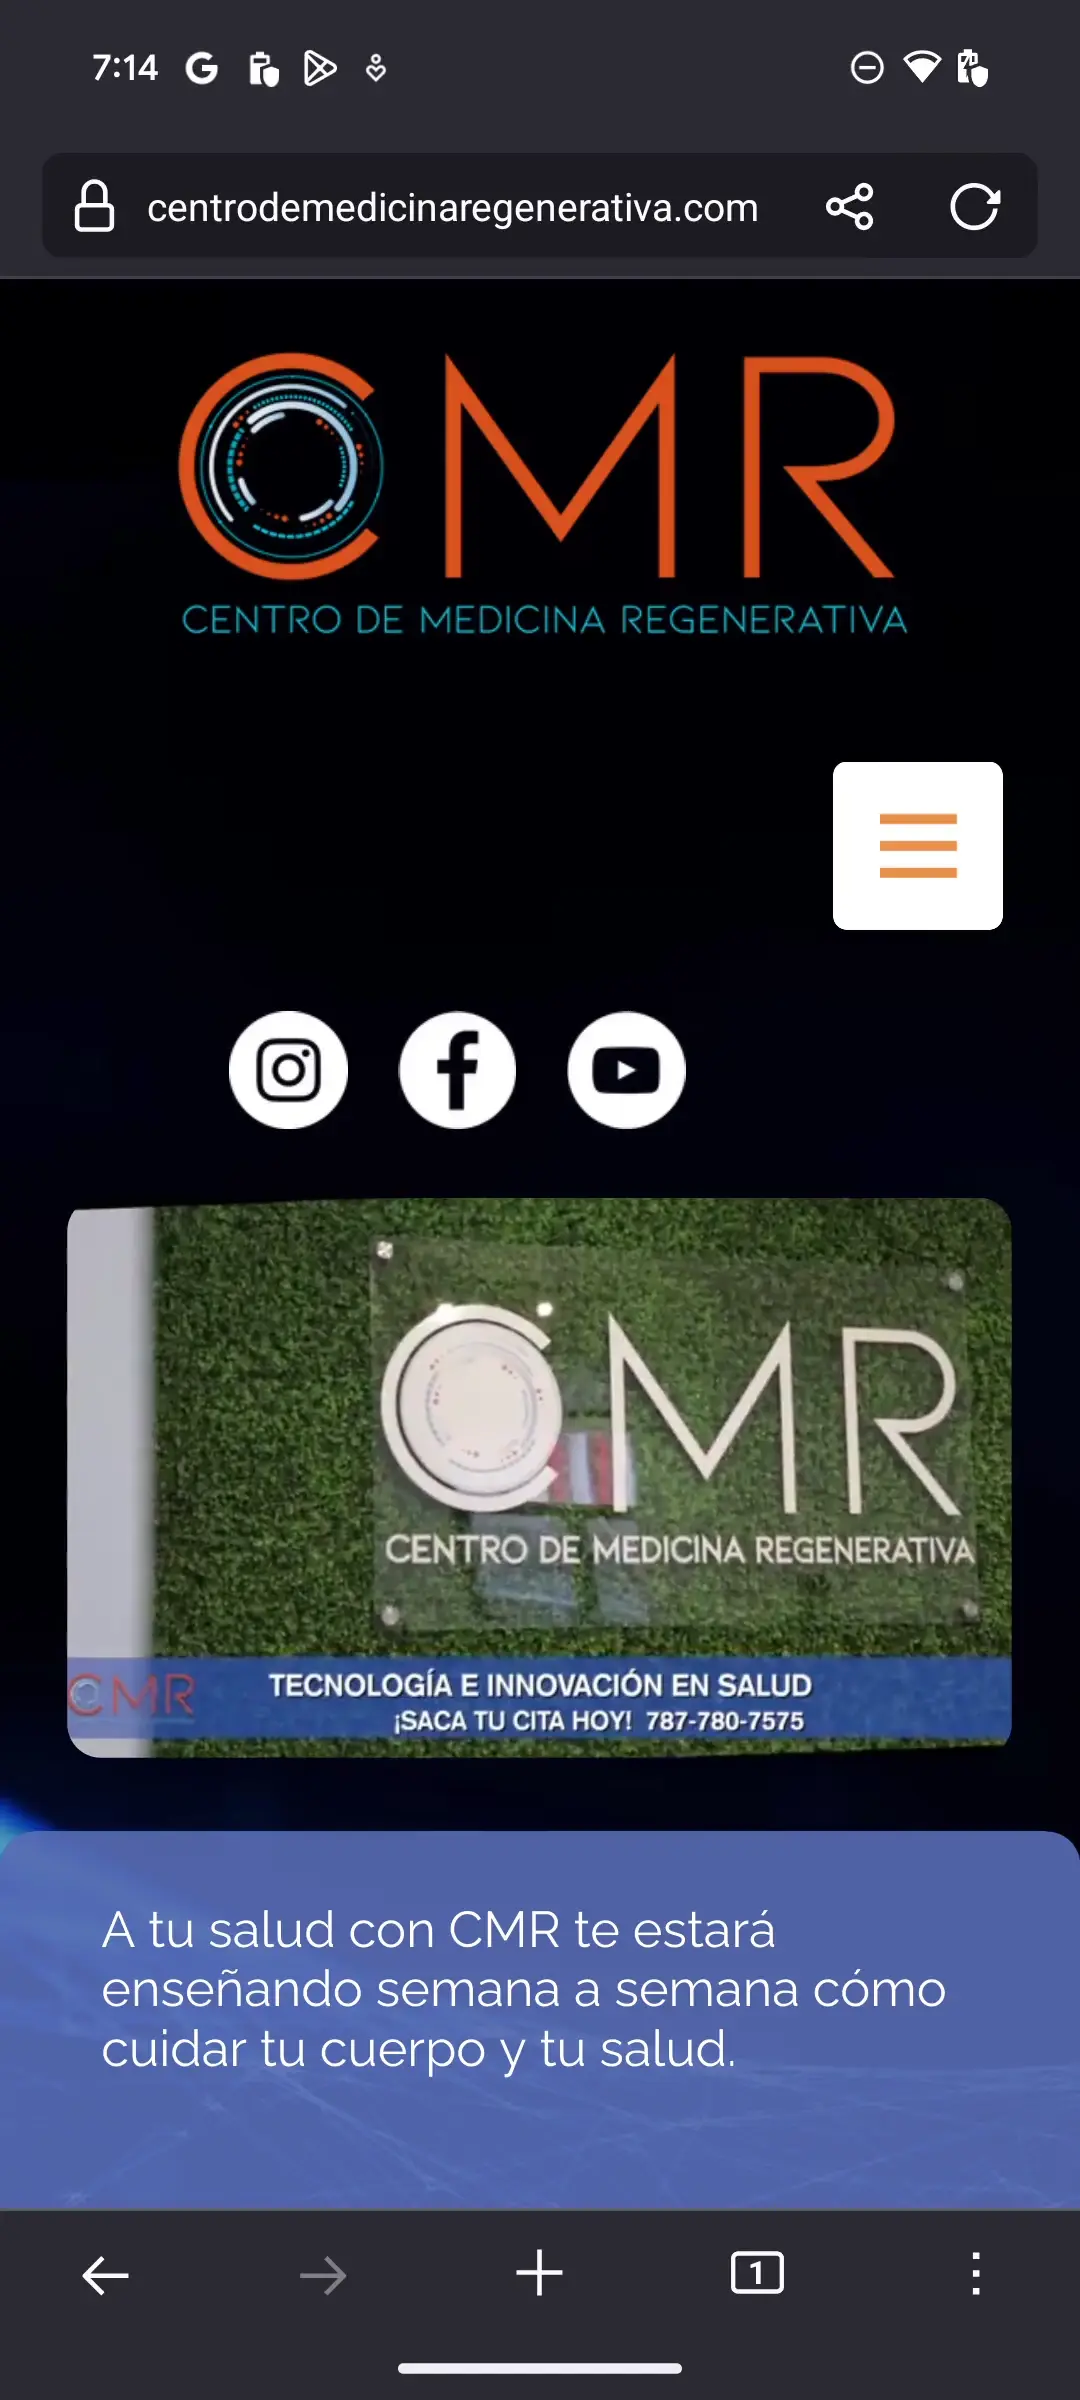 7:14
centrodemedicinaregenerativa.com
CMR
CENTRO DE MEDICINA REGENERATIVA
CMR
CENTRO DE MEDICINA REGENERATIVA
CMR
TECNOLOGÍA E INNOVACIÓN EN SALUD
¡SACA TU CITA HOY! 787-780-7575
A tu salud con CMR te estará
enseñando semana a semana cómo
cuidar tu cuerpo y tu salud.
1